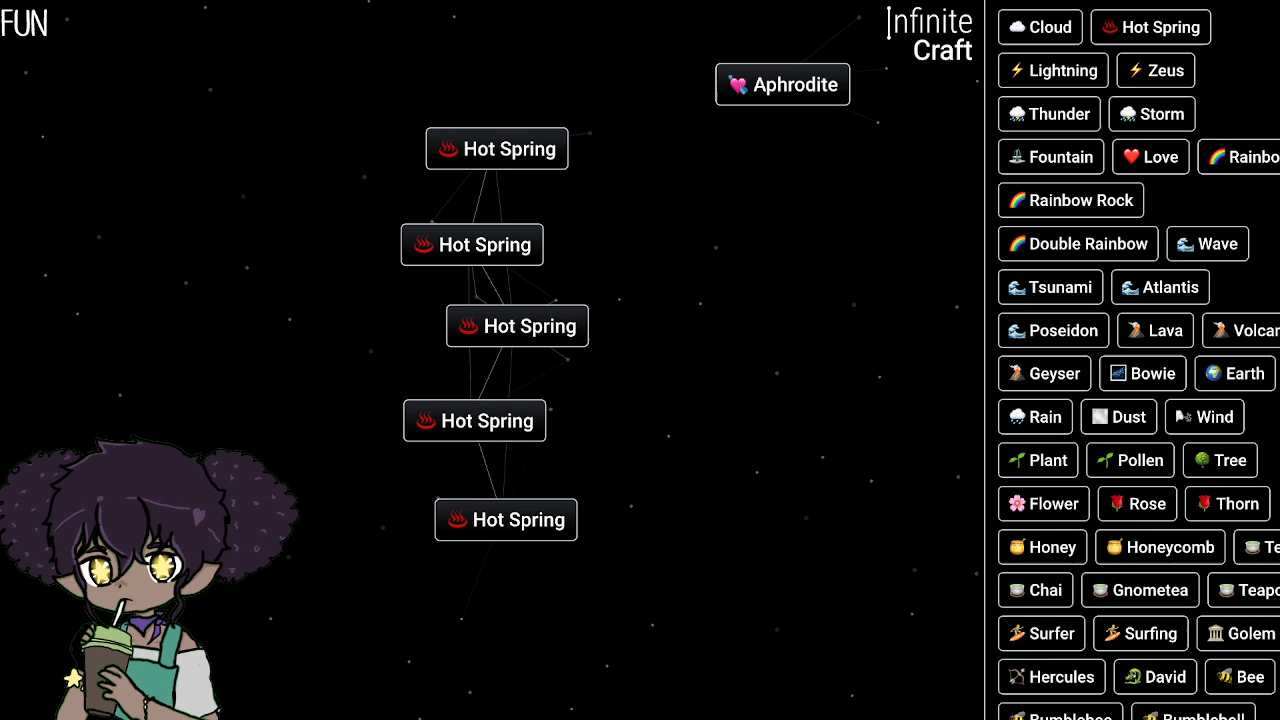 FUN
Infinite
Craft
💘 Aphrodite
♨️ Hot Spring
♨️ Hot Spring
♨️ Hot Spring
♨️ Hot Spring
♨️ Hot Spring
☁️ Cloud ♨️ Hot Spring
⚡ Lightning ⚡ Zeus
⛈️ Thunder ⛈️ Storm
⛲ Fountain ❤️ Love 🌈 Rainbo
🌈 Rainbow Rock
🌈 Double Rainbow 🌊 Wave
🌊 Tsunami 🌊 Atlantis
🌊 Poseidon 🌋 Lava 🌋 Volcan
🌋 Geyser 🌌 Bowie 🌍 Earth
🌧️ Rain 🌫️ Dust 🌬️ Wind
🌱 Plant 🌱 Pollen 🌳 Tree
🌸 Flower 🌹 Rose 🌹 Thorn
🍯 Honey 🍯 Honeycomb 🍵 Te
🍵 Chai 🍵 Gnometea 🍵 Teapo
🏄 Surfer 🏄 Surfing 🏛️ Golem
🏹 Hercules 🐉 David 🐝 Bee
🐝 Bumblebee 🐝 Bumblebell